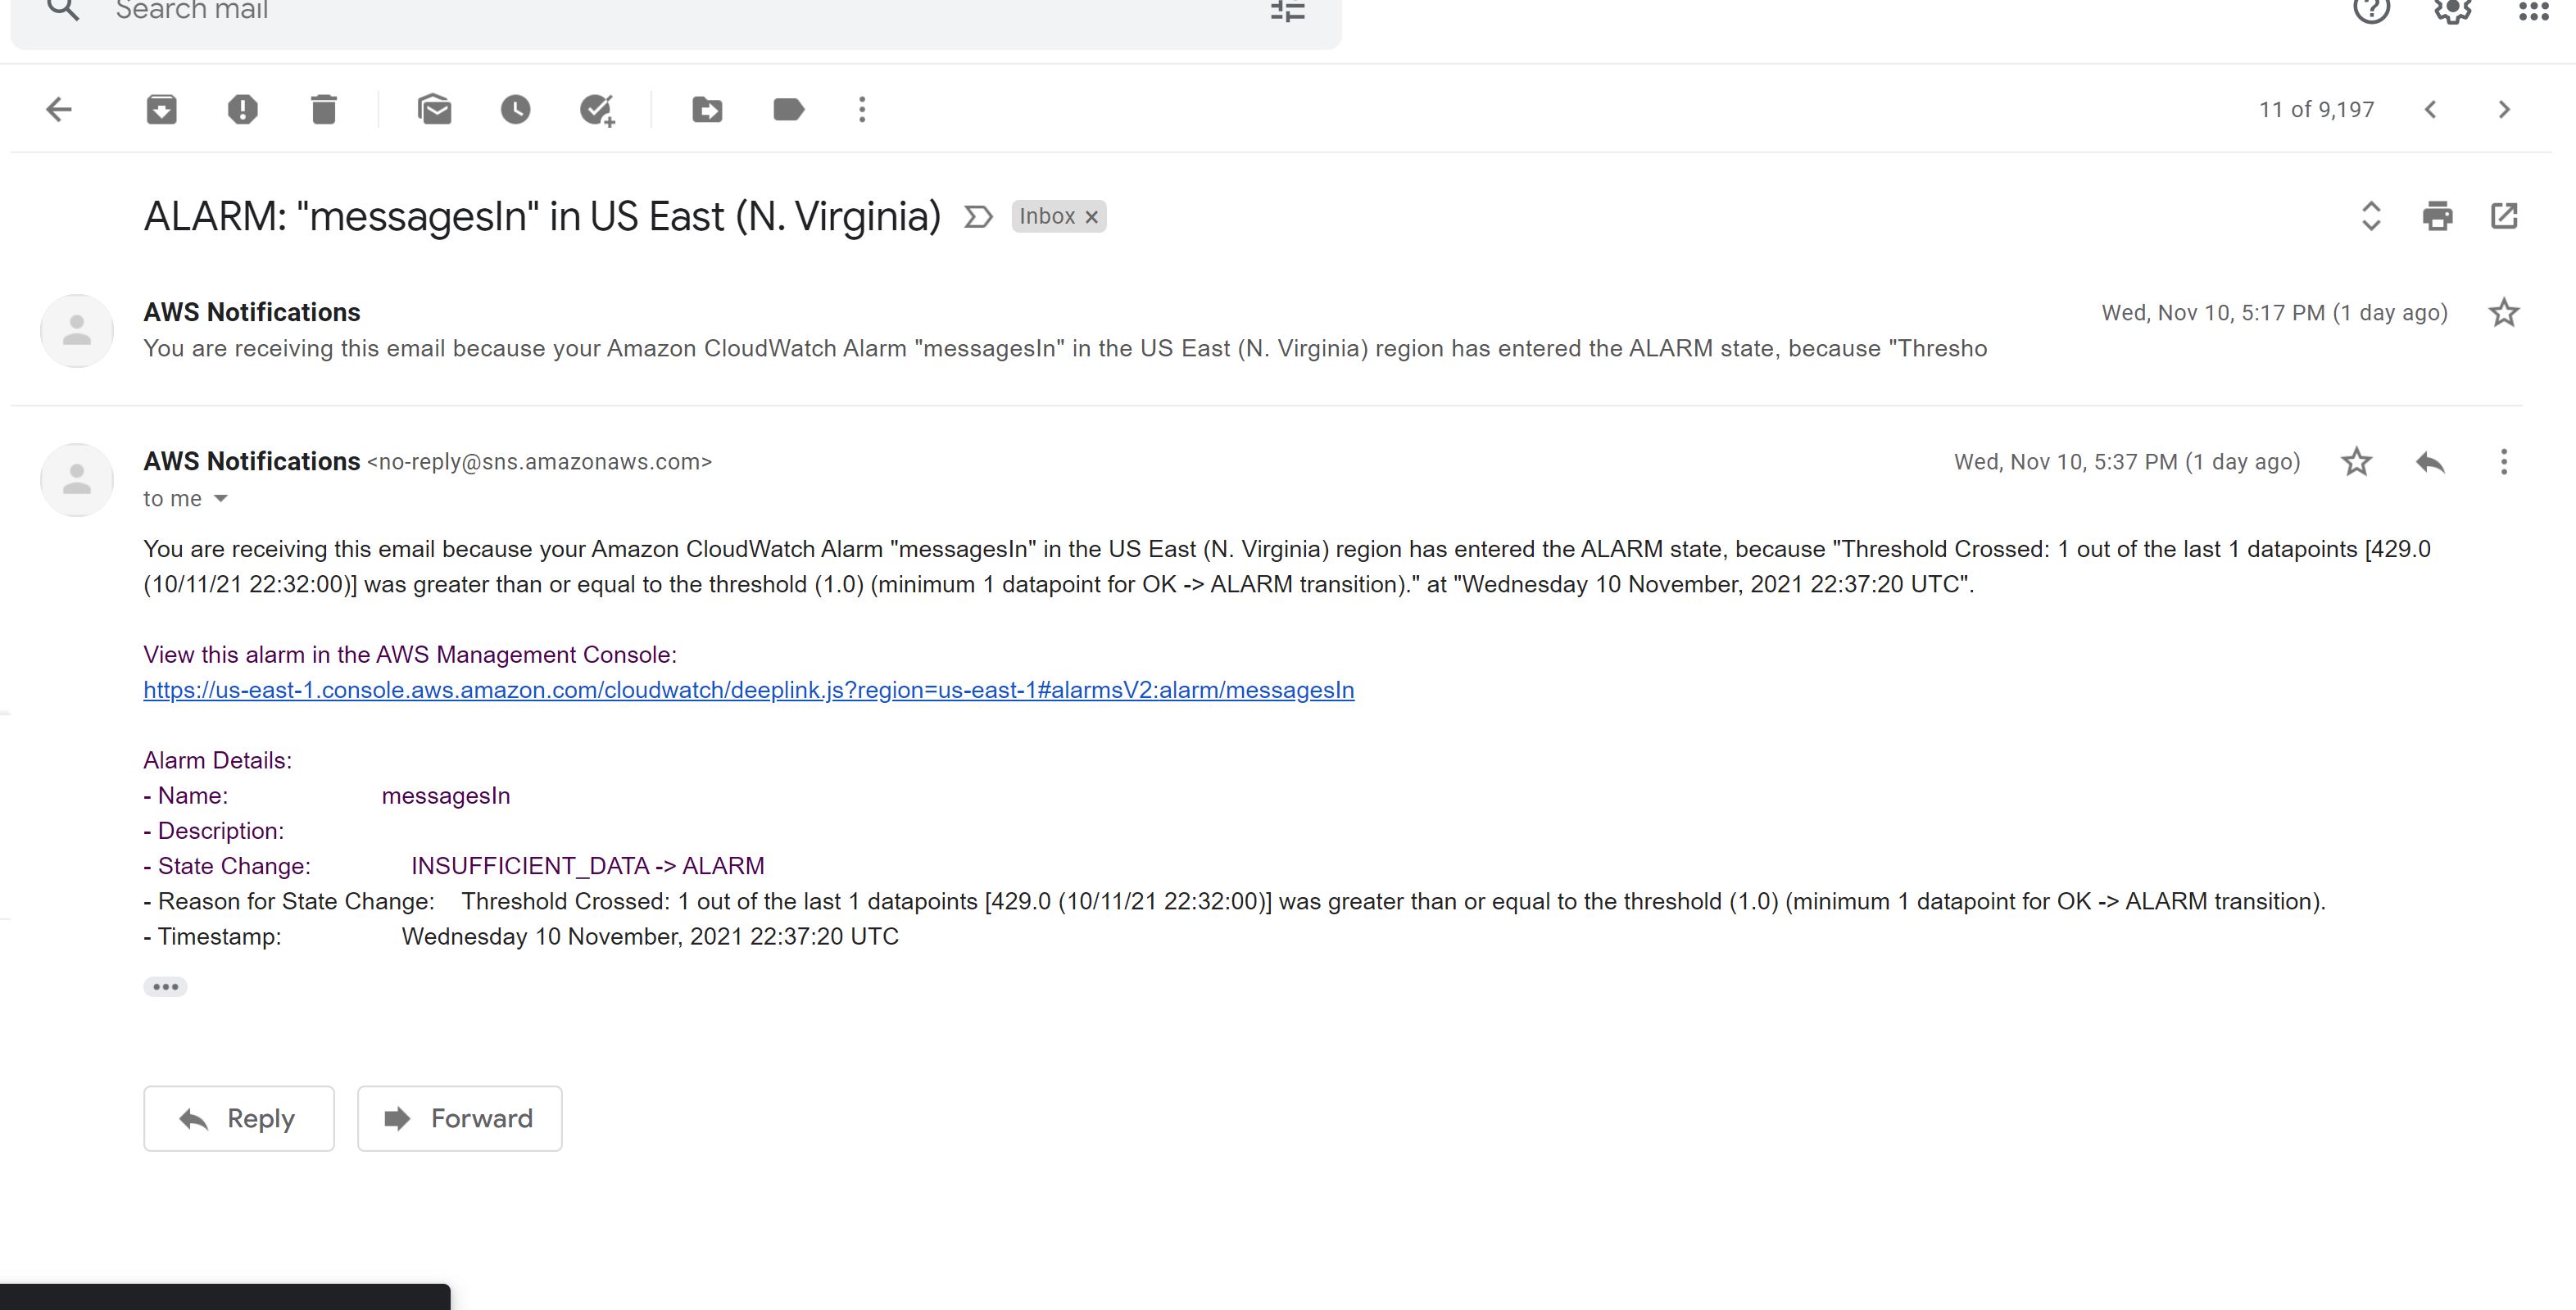 Search mail
11 of 9,197
ALARM: "messagesIn" in US East (N. Virginia) Inbox ×
AWS Notifications Wed, Nov 10, 5:17 PM (1 day ago)
You are receiving this email because your Amazon CloudWatch Alarm "messagesIn" in the US East (N. Virginia) region has entered the ALARM state, because "Thresho
AWS Notifications <no-reply@sns.amazonaws.com> Wed, Nov 10, 5:37 PM (1 day ago)
to me
You are receiving this email because your Amazon CloudWatch Alarm "messagesIn" in the US East (N. Virginia) region has entered the ALARM state, because "Threshold Crossed: 1 out of the last 1 datapoints [429.0
(10/11/21 22:32:00)] was greater than or equal to the threshold (1.0) (minimum 1 datapoint for OK -> ALARM transition)." at "Wednesday 10 November, 2021 22:37:20 UTC".
View this alarm in the AWS Management Console:
https://us-east-1.console.aws.amazon.com/cloudwatch/deeplink.js?region=us-east-1#alarmsV2:alarm/messagesIn
Alarm Details:
- Name: messagesIn
- Description:
- State Change: INSUFFICIENT_DATA -> ALARM
- Reason for State Change: Threshold Crossed: 1 out of the last 1 datapoints [429.0 (10/11/21 22:32:00)] was greater than or equal to the threshold (1.0) (minimum 1 datapoint for OK -> ALARM transition).
- Timestamp: Wednesday 10 November, 2021 22:37:20 UTC
Reply Forward